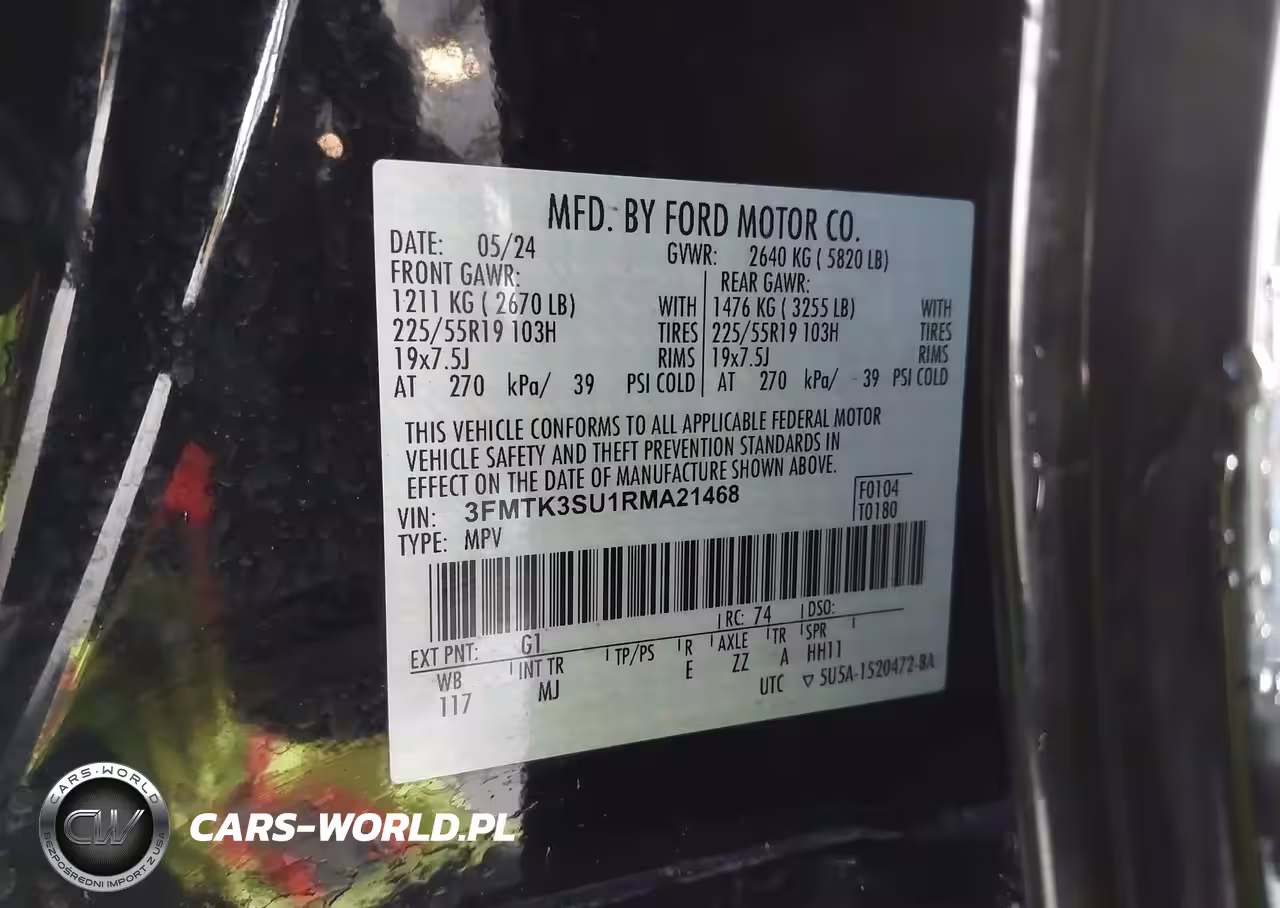 MFD. BY FORD MOTOR CO.
DATE: 05/24 GVWR: 2640 KG ( 5820 LB)
FRONT GAWR: REAR GAWR:
1211 KG ( 2670 LB) WITH 1476 KG ( 3255 LB) WITH
225/55R19 103H TIRES 225/55R19 103H TIRES
19x7.5J RIMS 19x7.5J RIMS
AT 270 kPa/ 39 PSI COLD AT 270 kPa/ 39 PSI COLD
THIS VEHICLE CONFORMS TO ALL APPLICABLE FEDERAL MOTOR
VEHICLE SAFETY AND THEFT PREVENTION STANDARDS IN
EFFECT ON THE DATE OF MANUFACTURE SHOWN ABOVE.
VIN: 3FMTK3SU1RMA21468 F0104
TYPE: MPV T0180
EXT PNT: G1 RC: 74 DSO:
WB INT TR TP/PS R AXLE TR SPR
117 MJ E ZZ A HH11
UTC ▽ 5U5A-1520472-BA
CARS-WORLD
CW
BEZPOŚREDNI IMPORT Z USA
CARS-WORLD.PL